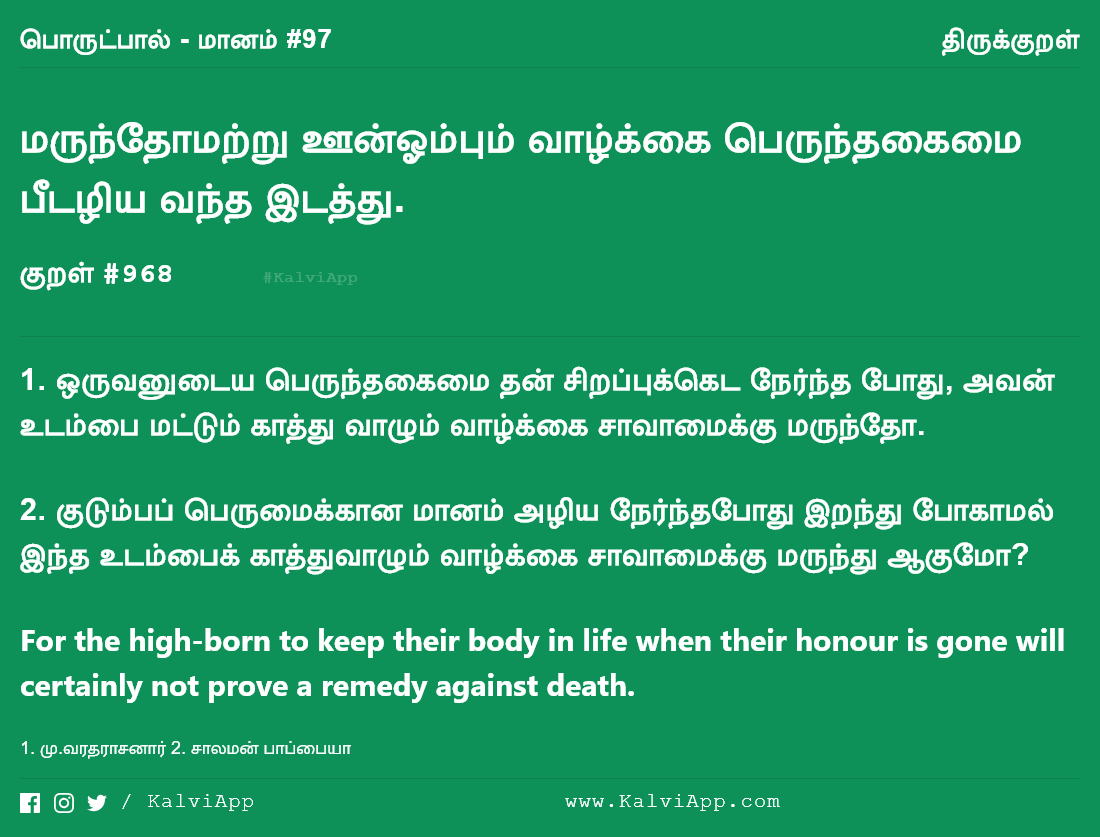 பொருட்பால் - மானம் #97 திருக்குறள்
மருந்தோமற்று ஊன்ஓம்பும் வாழ்க்கை பெருந்தகைமை
பீடழிய வந்த இடத்து.
குறள் #968 #KalviApp
1. ஒருவனுடைய பெருந்தகைமை தன் சிறப்புக்கெட நேர்ந்த போது, அவன்
உடம்பை மட்டும் காத்து வாழும் வாழ்க்கை சாவாமைக்கு மருந்தோ.
2. குடும்பப் பெருமைக்கான மானம் அழிய நேர்ந்தபோது இறந்து போகாமல்
இந்த உடம்பைக் காத்துவாழும் வாழ்க்கை சாவாமைக்கு மருந்து ஆகுமோ?
For the high-born to keep their body in life when their honour is gone will
certainly not prove a remedy against death.
1. மு.வரதராசனார் 2. சாலமன் பாப்பையா
/ KalviApp www.KalviApp.com